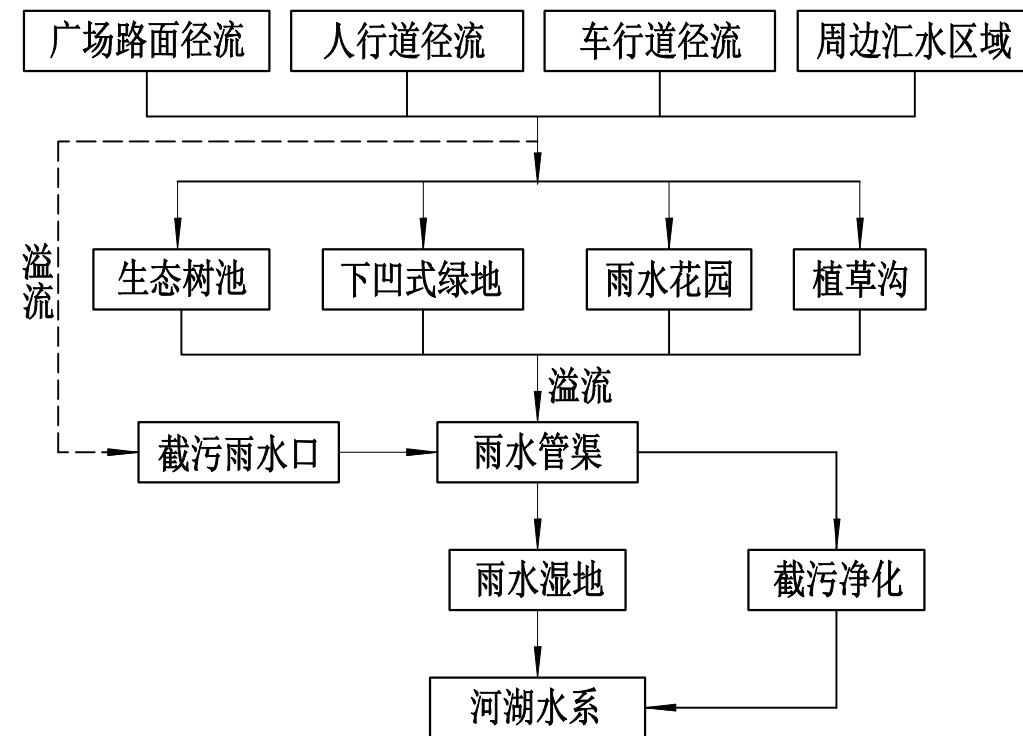 广场路面径流
人行道径流
车行道径流
周边汇水区域
溢流
生态树池
下凹式绿地
雨水花园
植草沟
溢流
截污雨水口
雨水管渠
雨水湿地
截污净化
河湖水系